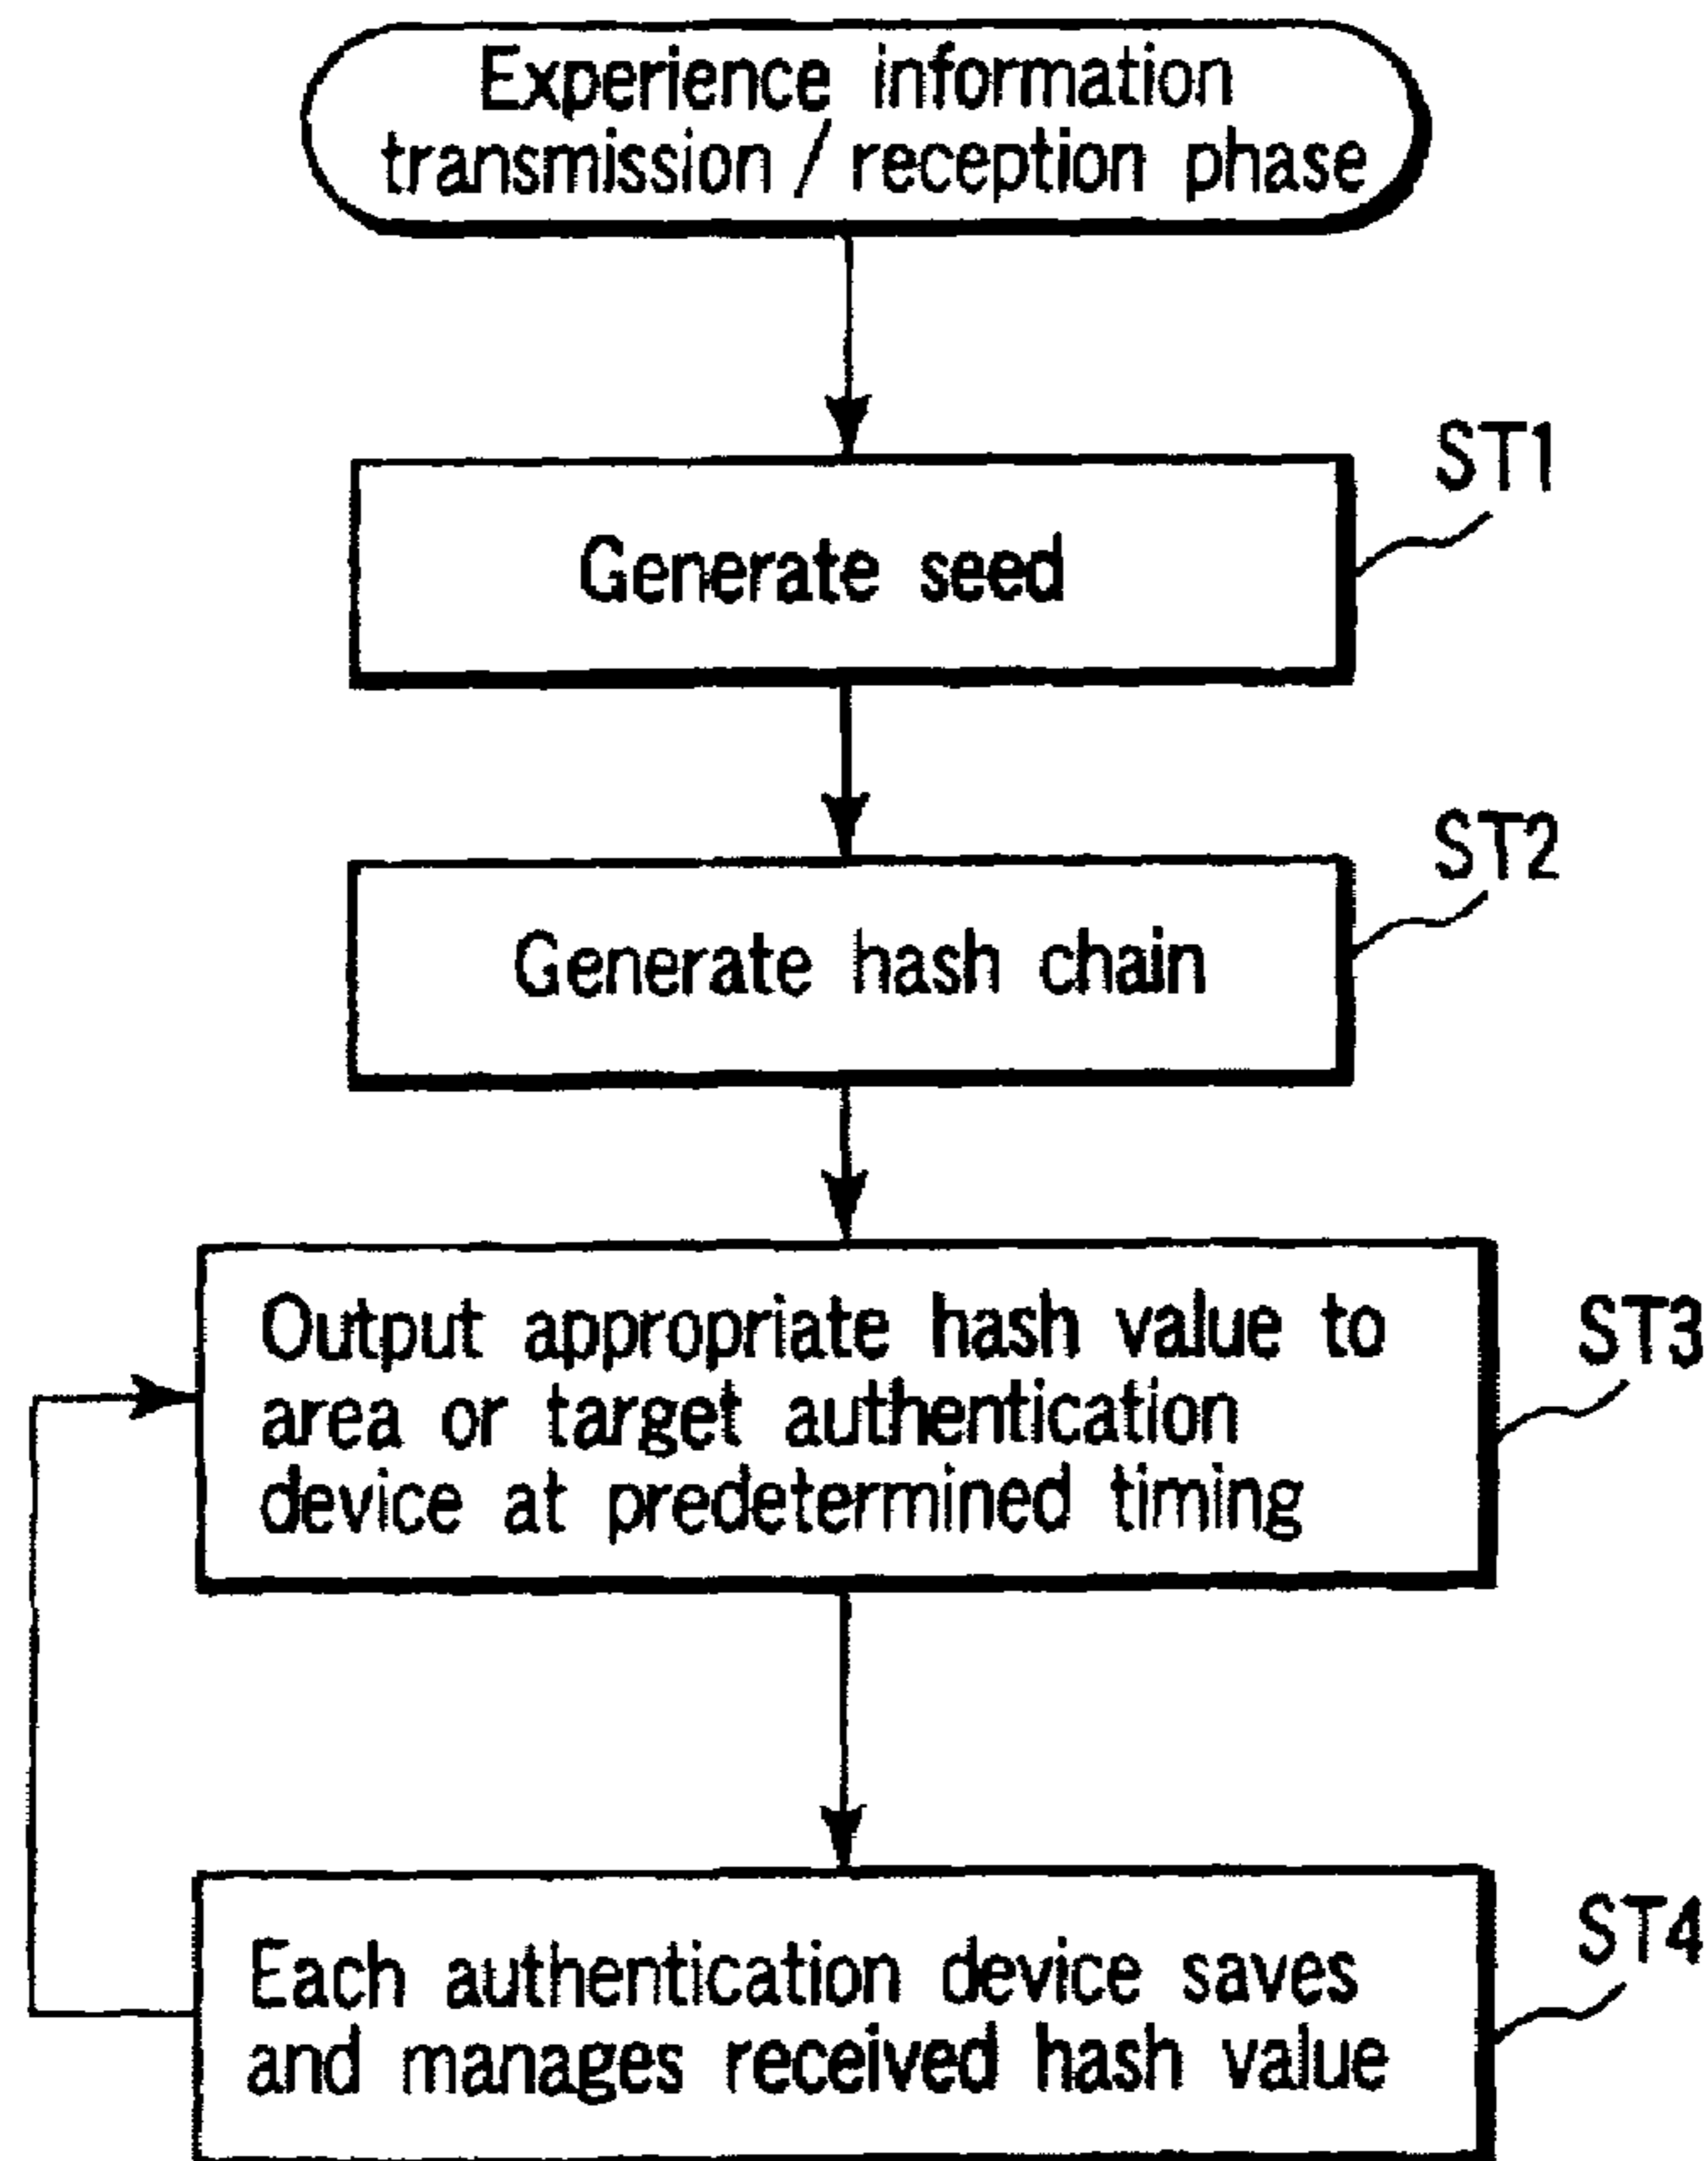 Experience information
transmission / reception phase
ST1
Generate seed
ST2
Generate hash chain
ST3
Output appropriate hash value to
area or target authentication
device at predetermined timing
ST4
Each authentication device saves
and manages received hash value